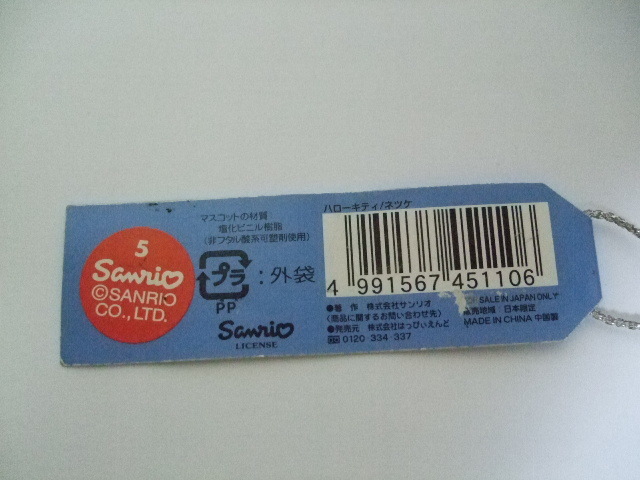 5
Sanrio
©SANRIO
CO.,LTD.
マスコットの材質
塩化ビニル樹脂
(非フタル酸系可塑剤使用)
プラ:外袋
PP
Sanrio
LICENSE
ハローキティ/ネツケ
4 991567 451106
●著 作 株式会社サンリオ
(商品に関するお問い合わせ先)
●発売元 株式会社はっぴぃえんど
0120 334-337
SALE IN JAPAN ONLY
販売地域:日本限定
MADE IN CHINA 中国製